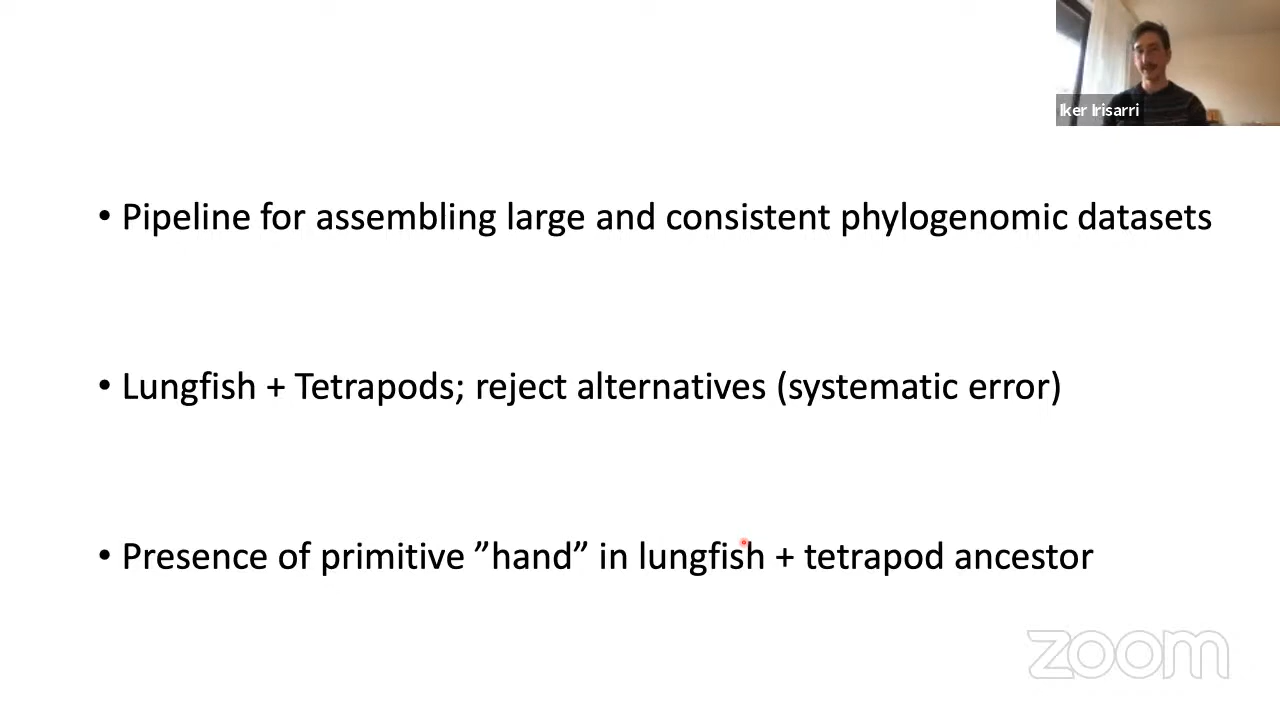 Iker Irisarri
• Pipeline for assembling large and consistent phylogenomic datasets
• Lungfish + Tetrapods; reject alternatives (systematic error)
• Presence of primitive ”hand” in lungfish + tetrapod ancestor
zoom